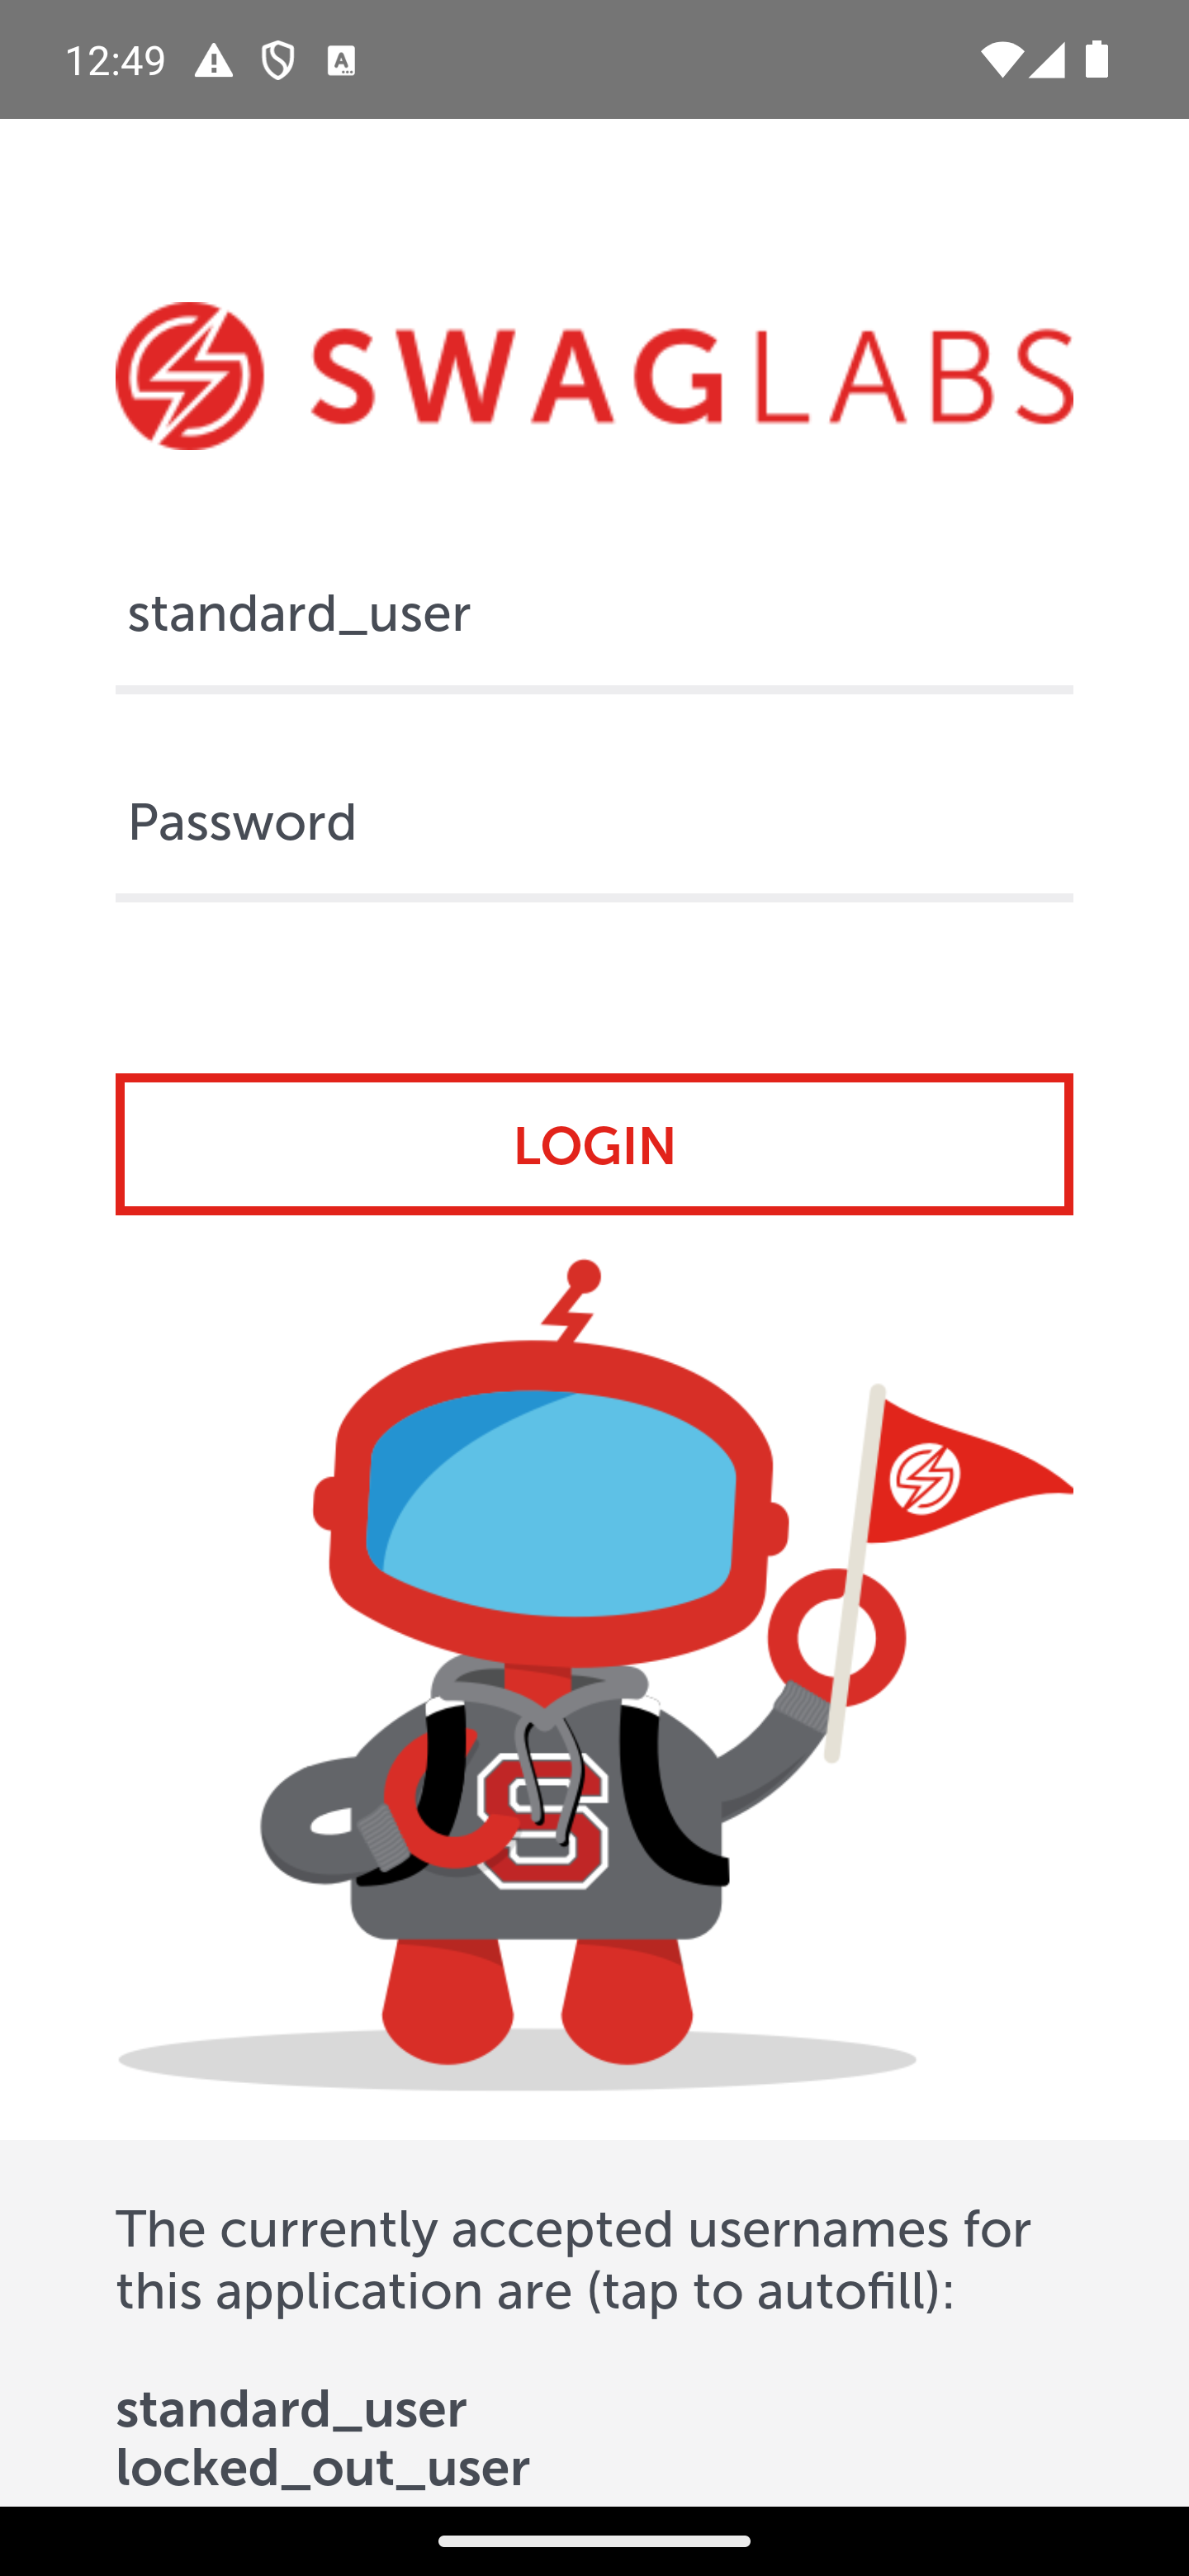 12:49
SWAGLABS
standard_user
Password
LOGIN
S
The currently accepted usernames for
this application are (tap to autofill):
standard_user
locked_out_user